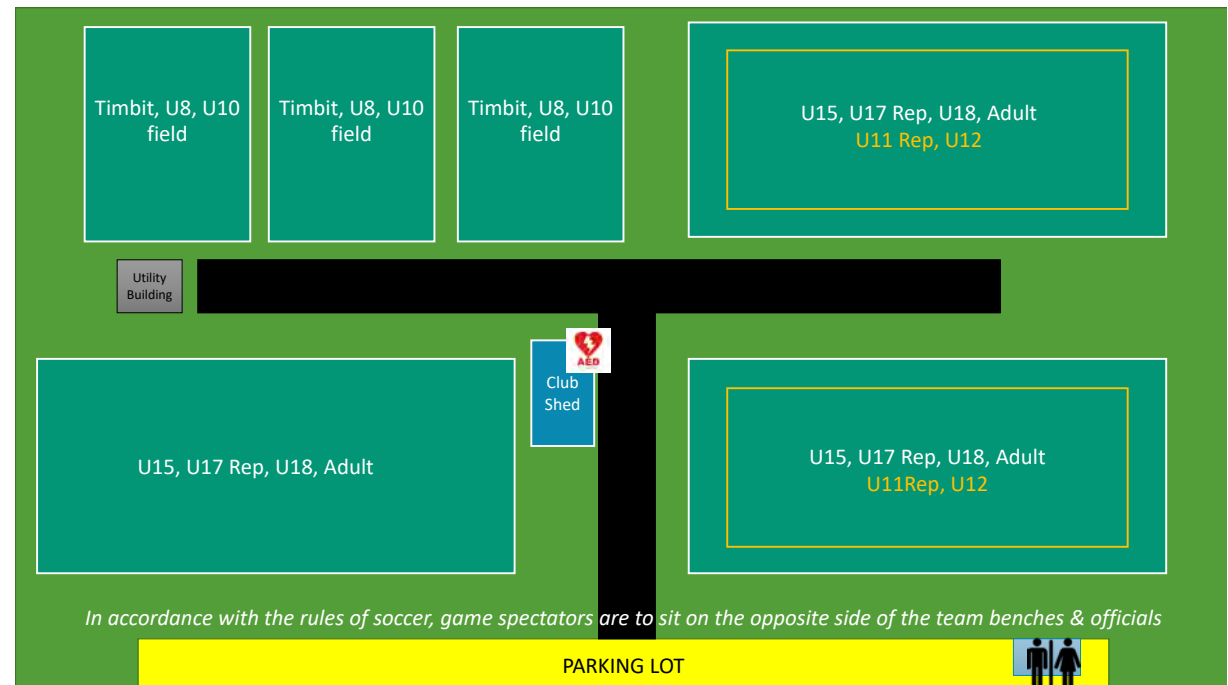 Timbit, U8, U10
field
Timbit, U8, U10
field
Timbit, U8, U10
field
U15, U17 Rep, U18, Adult
U11 Rep, U12
Utility
Building
AED
Club
Shed
U15, U17 Rep, U18, Adult
U15, U17 Rep, U18, Adult
U11Rep, U12
In accordance with the rules of soccer, game spectators are to sit on the opposite side of the team benches & officials
PARKING LOT